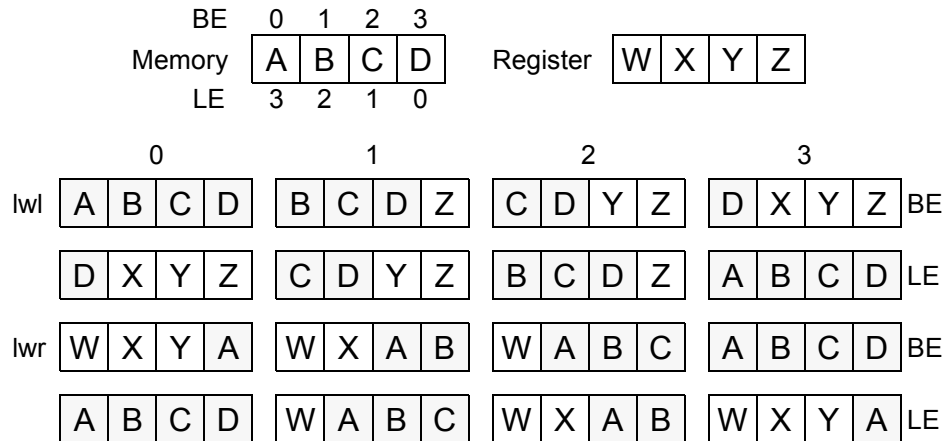 BE 0 1 2 3
Memory A B C D Register W X Y Z
LE 3 2 1 0
0 1 2 3
lwl A B C D B C D Z C D Y Z D X Y Z BE
D X Y Z C D Y Z B C D Z A B C D LE
lwr W X Y A W X A B W A B C A B C D BE
A B C D W A B C W X A B W X Y A LE